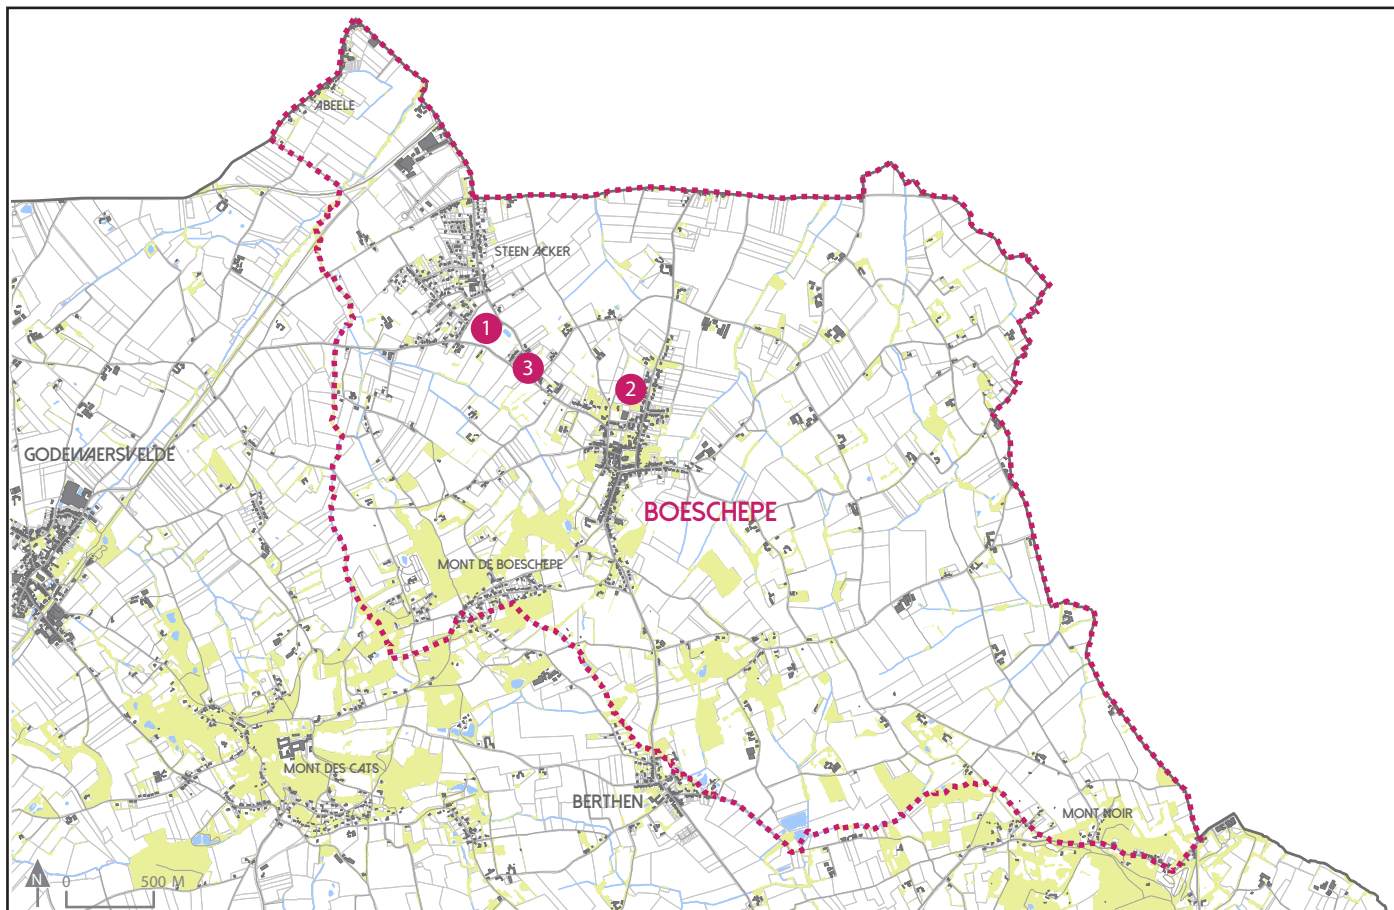 ABEELE
STEEN ACKER
1
3
2
GODEWAERSVELDE
BOESCHEPE
MONT DE BOESCHEPE
MONT DES CATS
BERTHEN
MONT NOIR
N
0 500 M